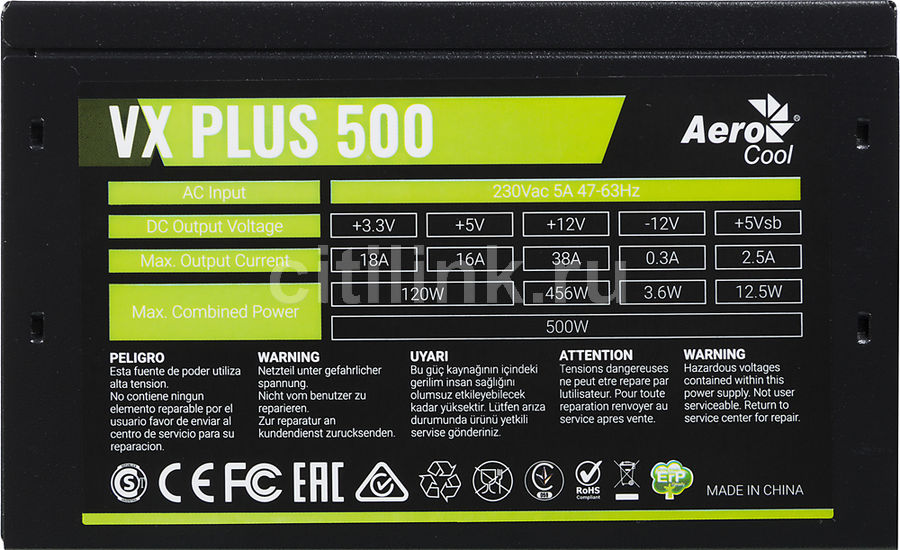 VX PLUS 500
Aero
Cool
®
AC Input 230Vac 5A 47-63Hz
DC Output Voltage +3.3V +5V +12V -12V +5Vsb
Max. Output Current 18A 16A 38A 0.3A 2.5A
Max. Combined Power 120W 456W 3.6W 12.5W
500W
citilink.ru
PELIGRO
Esta fuente de poder utiliza
alta tension.
No contiene ningun
elemento reparable por el
usuario favor de enviar al
centro de servicio para su
reparacion.
WARNING
Netzteil unter gefahrlicher
spannung.
Nicht vom benutzer zu
reparieren.
Zur reparatur an
kundendienst zurucksenden.
UYARI
Bu güç kaynağının içindeki
gerilim insan sağlığını
olumsuz etkileyebilecek
kadar yüksektir. Lütfen arıza
durumunda ürünü yetkili
servise gönderiniz.
ATTENTION
Tensions dangereuses
ne peut etre repare par
lutilisateur. Pour toute
reparation renvoyer au
service apres vente.
WARNING
Hazardous voltages
contained within this
power supply. Not user
serviceable. Return to
service center for repair.
S CE FC EAC RoHS
Compliant
ErP
MADE IN CHINA